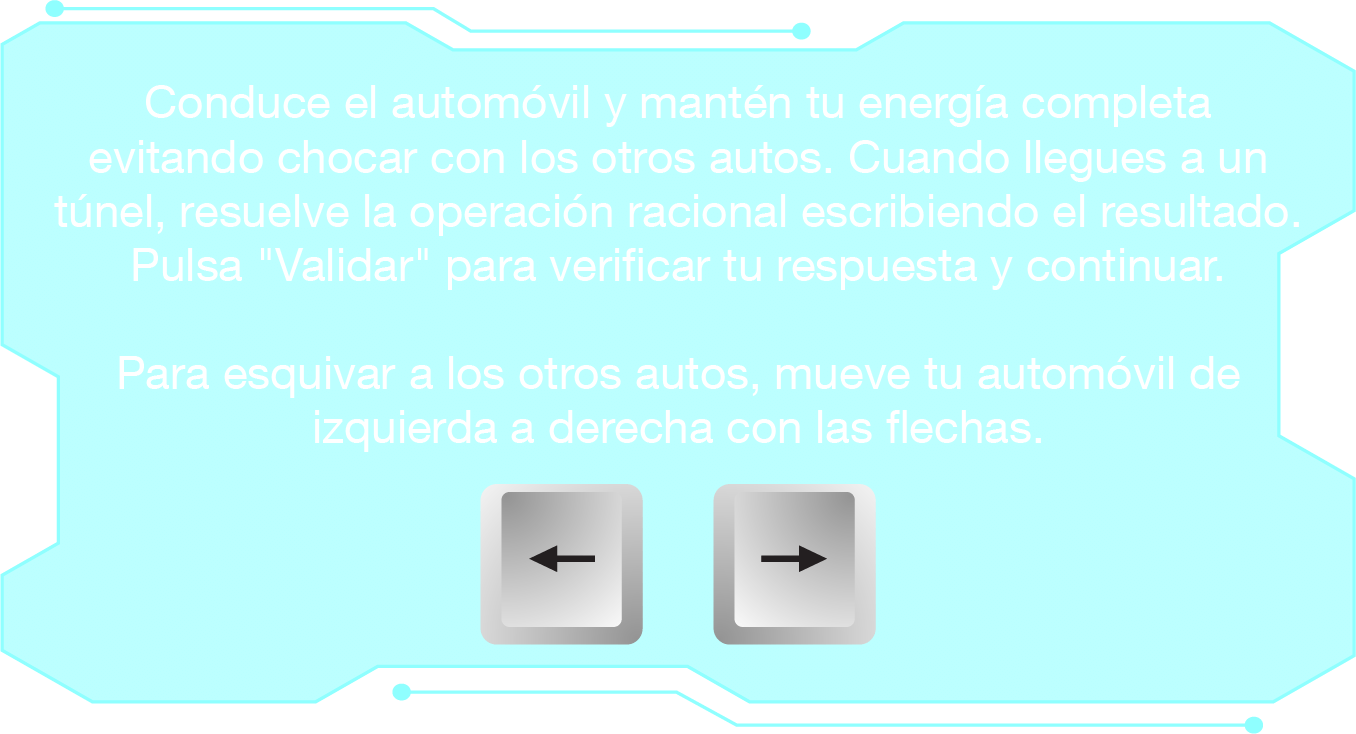 Conduce el automóvil y mantén tu energía completa
evitando chocar con los otros autos. Cuando llegues a un
túnel, resuelve la operación racional escribiendo el resultado.
Pulsa "Validar" para verificar tu respuesta y continuar.
Para esquivar a los otros autos, mueve tu automóvil de
izquierda a derecha con las flechas.